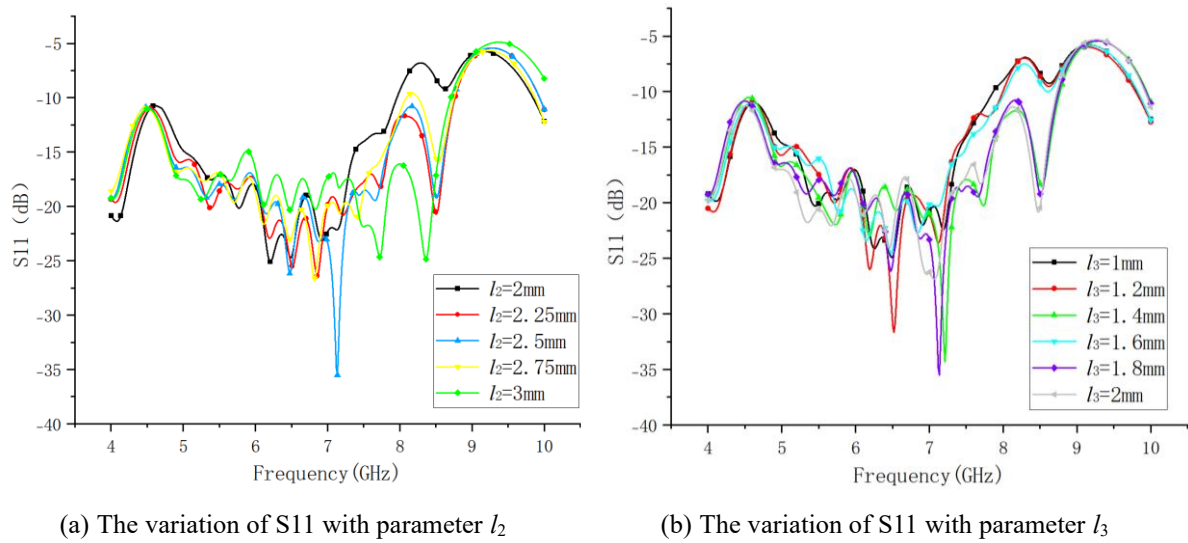 -5
-10
-15
-20
-25
-30
-35
-40
S11 (dB)
4
5
6
7
8
9
10
Frequency(GHz)
l2=2mm
l2=2.25mm
l2=2.5mm
l2=2.75mm
l2=3mm
(a) The variation of S11 with parameter l2
-5
-10
-15
-20
-25
-30
-35
-40
S11 (dB)
4
5
6
7
8
9
10
Frequency(GHz)
l3=1mm
l3=1.2mm
l3=1.4mm
l3=1.6mm
l3=1.8mm
l3=2mm
(b) The variation of S11 with parameter l3